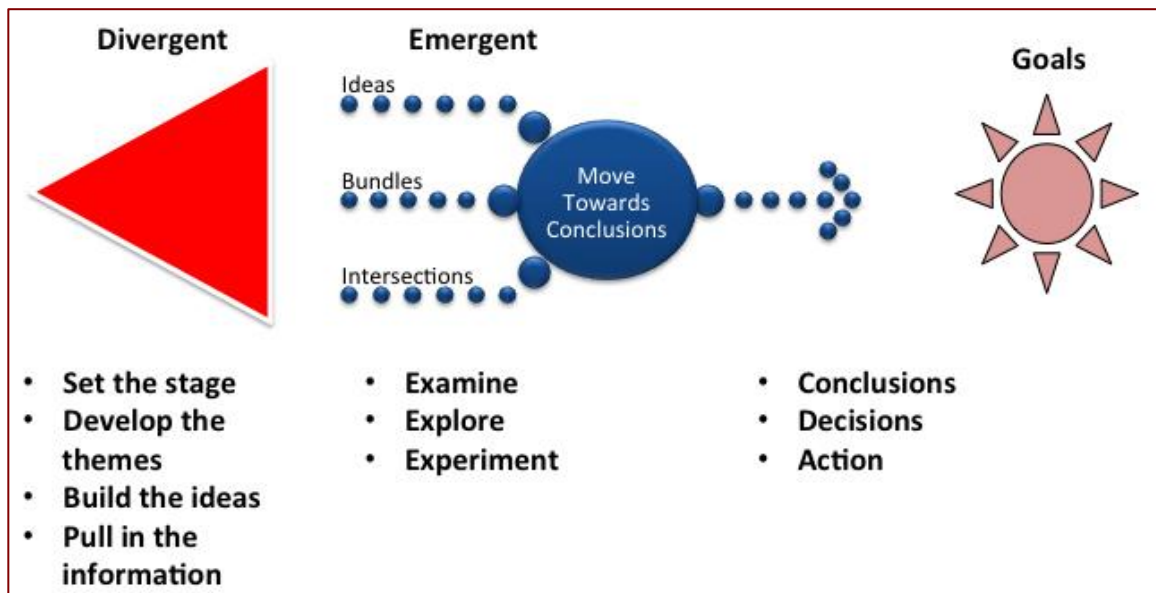 Divergent
Emergent
Goals
Ideas
Bundles
Intersections
Move
Towards
Conclusions
• Set the stage
• Develop the
themes
• Build the ideas
• Pull in the
information
• Examine
• Explore
• Experiment
• Conclusions
• Decisions
• Action